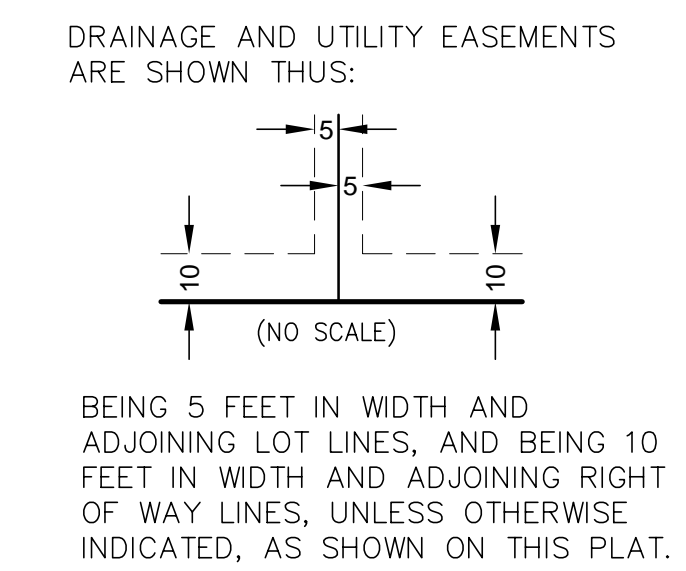 DRAINAGE AND UTILITY EASEMENTS
ARE SHOWN THUS:
5
5
10
10
(NO SCALE)
BEING 5 FEET IN WIDTH AND
ADJOINING LOT LINES, AND BEING 10
FEET IN WIDTH AND ADJOINING RIGHT
OF WAY LINES, UNLESS OTHERWISE
INDICATED, AS SHOWN ON THIS PLAT.